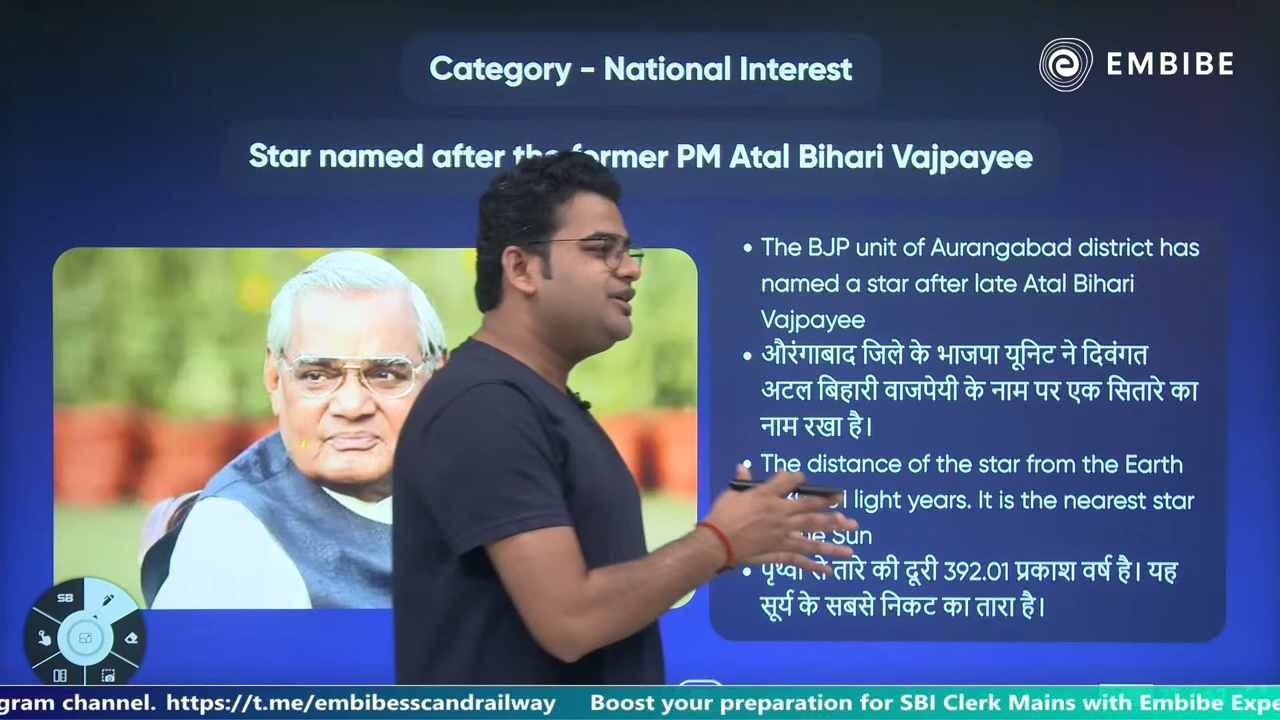 Category - National Interest
EMBIBE
Star named after the former PM Atal Bihari Vajpayee
• The BJP unit of Aurangabad district has
named a star after late Atal Bihari
Vajpayee
• औरंगाबाद जिले के भाजपा यूनिट ने दिवंगत
अटल बिहारी वाजपेयी के नाम पर एक सितारे का
नाम रखा है।
• The distance of the star from the Earth
light years. It is the nearest star
Sun
• पृथ्वी से तारे की दूरी 392.01 प्रकाश वर्ष है। यह
सूर्य के सबसे निकट का तारा है।
SB
gram channel. https://t.me/embibesscandrailway Boost your preparation for SBI Clerk Mains with Embibe Expe